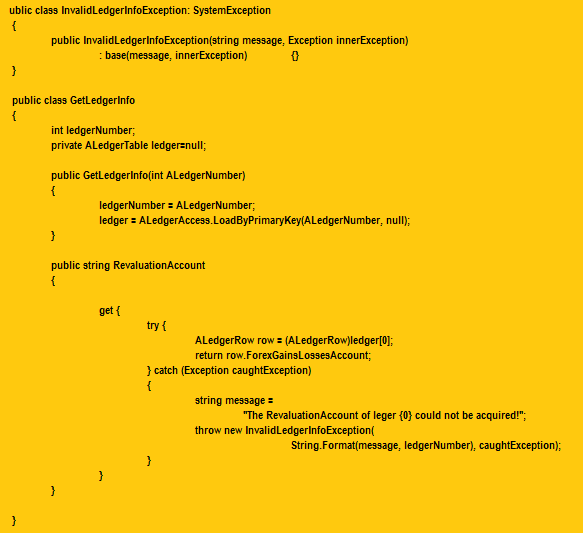 ublic class InvalidLedgerInfoException: SystemException
{
public InvalidLedgerInfoException(string message, Exception innerException)
: base(message, innerException) {}
}
public class GetLedgerInfo
{
int ledgerNumber;
private ALedgerTable ledger=null;
public GetLedgerInfo(int ALedgerNumber)
{
ledgerNumber = ALedgerNumber;
ledger = ALedgerAccess.LoadByPrimaryKey(ALedgerNumber, null);
}
public string RevaluationAccount
{
get {
try {
ALedgerRow row = (ALedgerRow)ledger[0];
return row.ForexGainsLossesAccount;
} catch (Exception caughtException)
{
string message =
"The RevaluationAccount of leger {0} could not be acquired!";
throw new InvalidLedgerInfoException(
String.Format(message, ledgerNumber), caughtException);
}
}
}
}